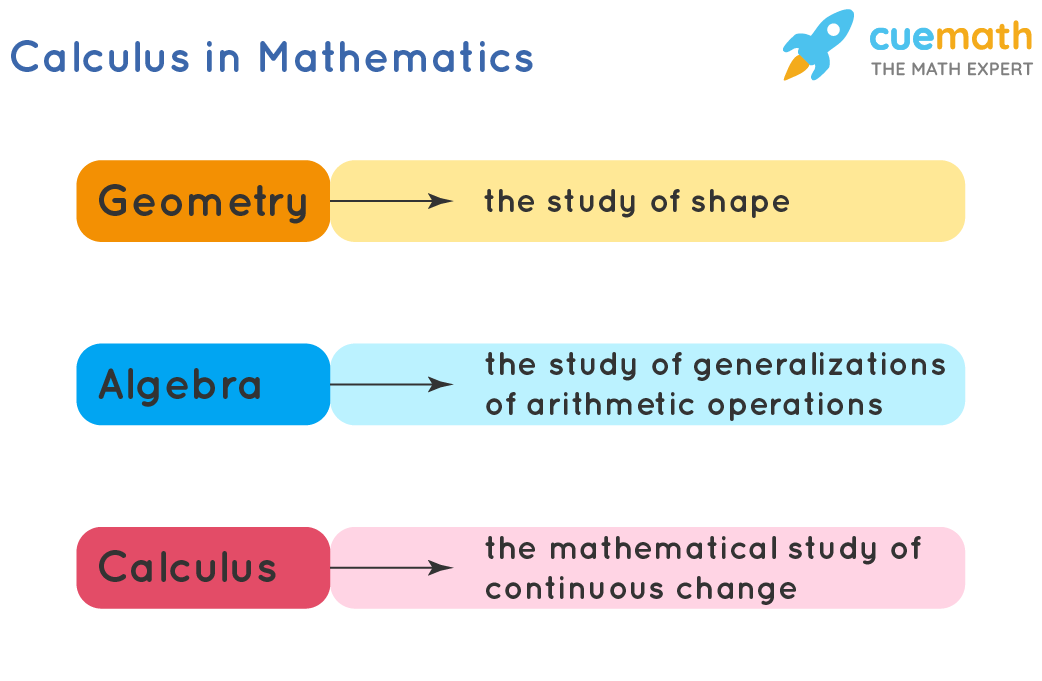 Calculus in Mathematics
cuemath
THE MATH EXPERT
Geometry
the study of shape
Algebra
the study of generalizations
of arithmetic operations
Calculus
the mathematical study of
continuous change